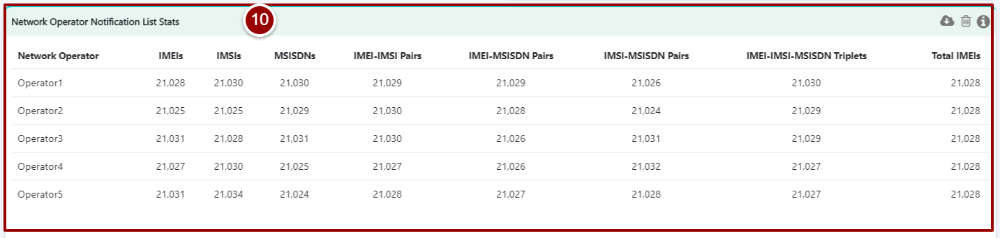 10
Network Operator Notification List Stats
Network Operator IMEIs IMSIs MSISDNs IMEI-IMSI Pairs IMEI-MSISDN Pairs IMSI-MSISDN Pairs IMEI-IMSI-MSISDN Triplets Total IMEIs
Operator1 21,028 21,030 21,030 21,029 21,029 21,026 21,030 21,028
Operator2 21,025 21,025 21,029 21,030 21,028 21,024 21,029 21,028
Operator3 21,031 21,028 21,031 21,030 21,026 21,031 21,029 21,028
Operator4 21,027 21,030 21,025 21,027 21,026 21,032 21,027 21,028
Operator5 21,031 21,034 21,024 21,028 21,027 21,028 21,027 21,028